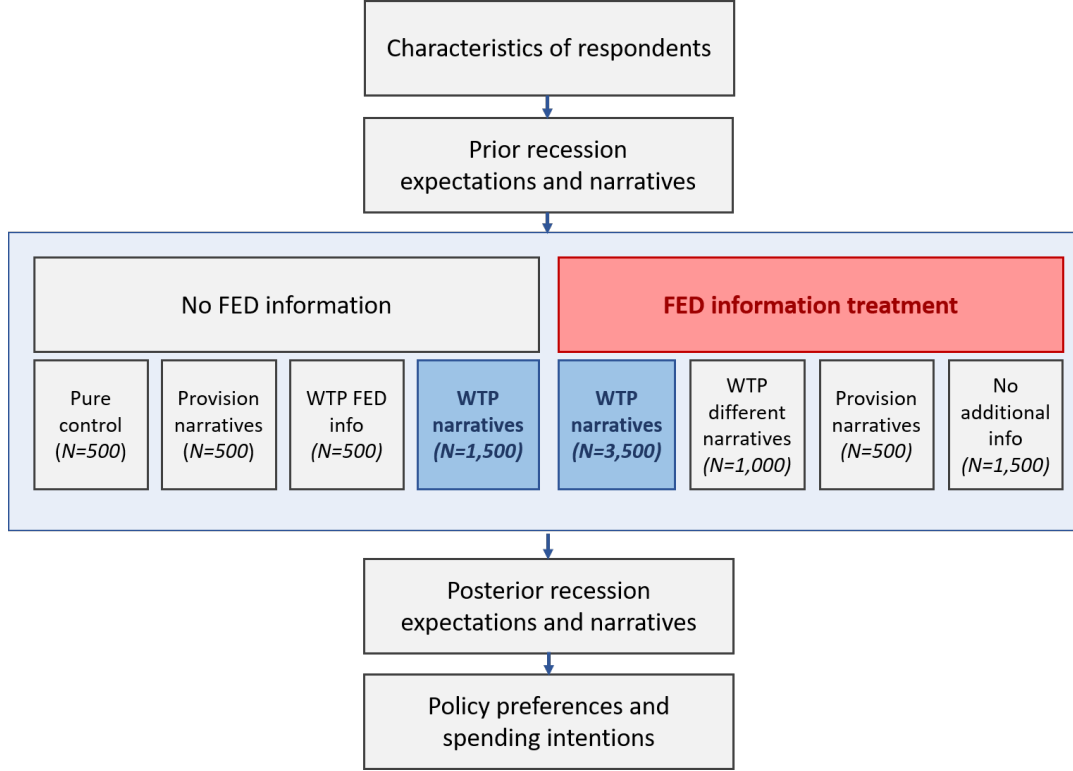 Characteristics of respondents
Prior recession
expectations and narratives
No FED information
FED information treatment
Pure
control
(N=500)
Provision
narratives
(N=500)
WTP FED
info
(N=500)
WTP
narratives
(N=1,500)
WTP
narratives
(N=3,500)
WTP
different
narratives
(N=1,000)
Provision
narratives
(N=500)
No
additional
info
(N=1,500)
Posterior recession
expectations and narratives
Policy preferences and
spending intentions